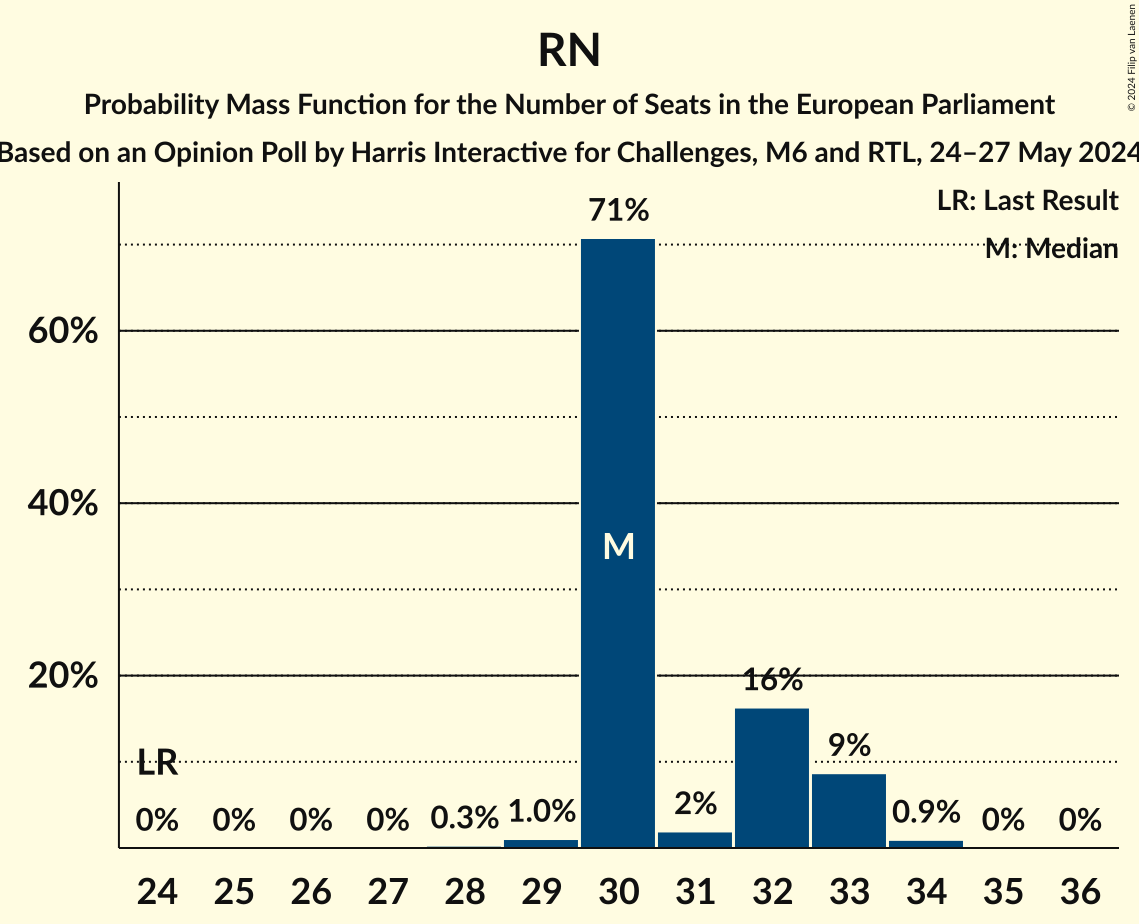 © 2024 Filip van Laenen
RN
Probability Mass Function for the Number of Seats in the European Parliament
Based on an Opinion Poll by Harris Interactive for Challenges, M6 and RTL, 24–27 May 2024
LR: Last Result
M: Median
71%
60%
40%
M
20%
16%
9%
LR
0% 0% 0% 0% 0.3% 1.0% 2% 0.9% 0% 0%
24 25 26 27 28 29 30 31 32 33 34 35 36